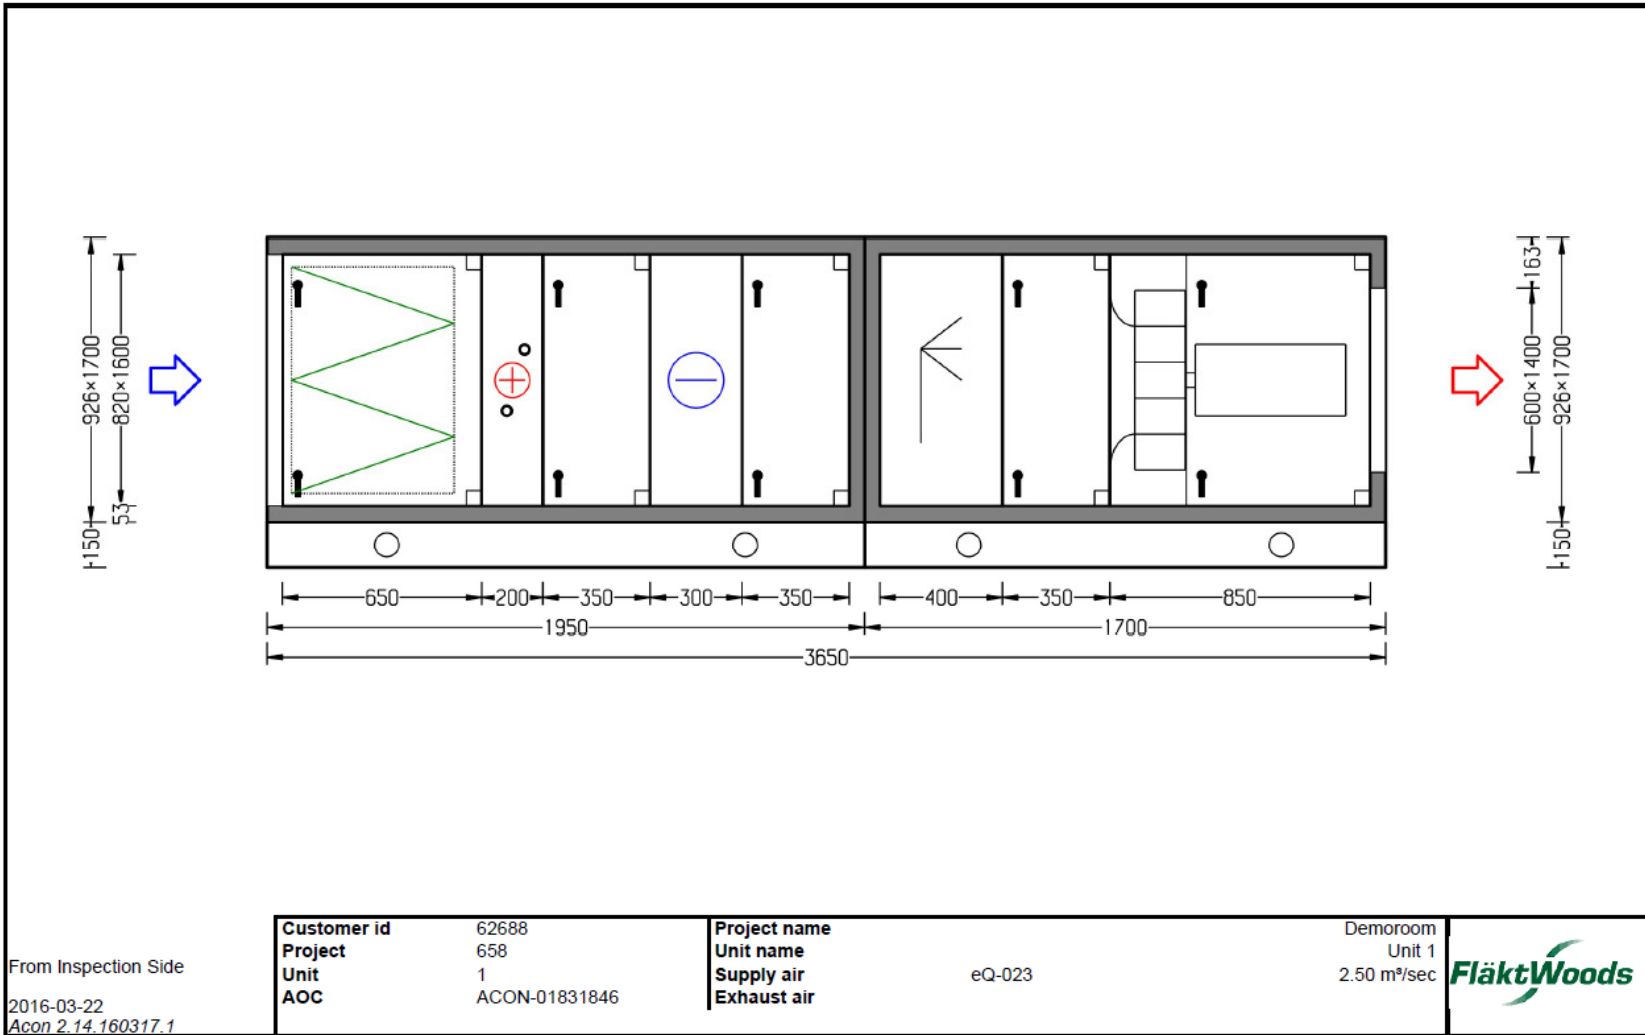 926×1700
820×1600
53
150
163
600×1400
926×1700
150
650 200 350 300 350 400 350 850
1950 1700
3650
From Inspection Side
2016-03-22
Acon 2.14.160317.1
Customer id 62688
Project 658
Unit 1
AOC ACON-01831846
Project name Demoroom
Unit name Unit 1
Supply air eQ-023 2.50 m³/sec
Exhaust air
FläktWoods